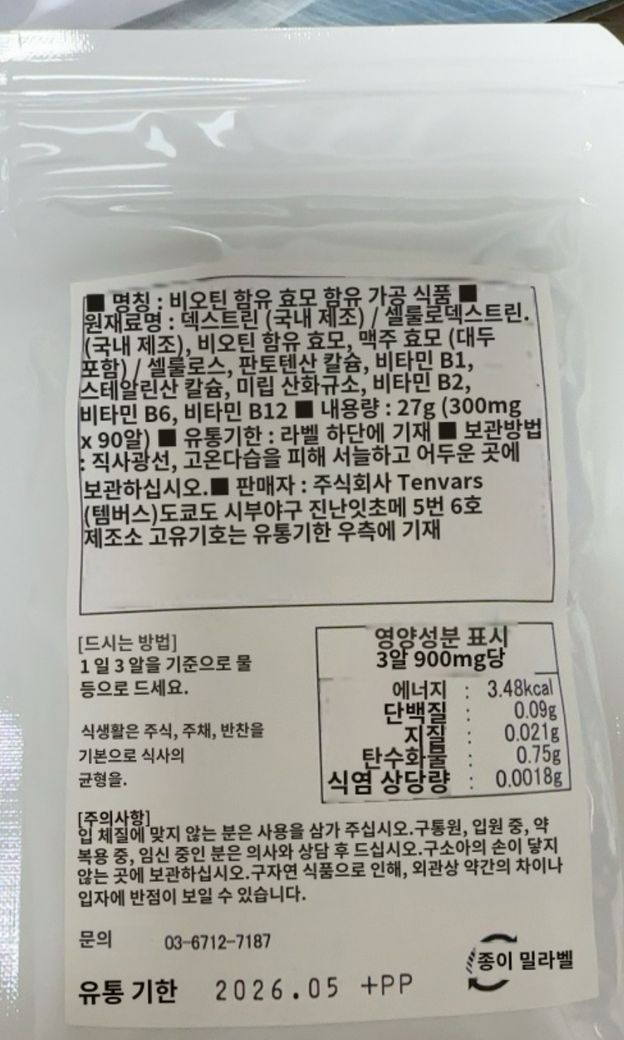 ■ 명칭 : 비오틴 함유 효모 함유 가공 식품 ■
원재료명 : 덱스트린 (국내 제조) / 셀룰로덱스트린.
(국내 제조), 비오틴 함유 효모, 맥주 효모 (대두
포함) / 셀룰로스, 판토텐산 칼슘, 비타민 B1,
스테알린산 칼슘, 미립 산화규소, 비타민 B2,
비타민 B6, 비타민 B12 ■ 내용량 : 27g (300mg
x 90알) ■ 유통기한 : 라벨 하단에 기재 ■ 보관방법
: 직사광선, 고온다습을 피해 서늘하고 어두운 곳에
보관하십시오.■ 판매자 : 주식회사 Tenvars
(템버스)도쿄도 시부야구 진난잇초메 5번 6호
제조소 고유기호는 유통기한 우측에 기재
[드시는 방법]
1일 3알을 기준으로 물
등으로 드세요.
식생활은 주식, 주채, 반찬을
기본으로 식사의
균형을.
영양성분 표시
3알 900mg당
에너지 : 3.48kcal
단백질 : 0.09g
지질 : 0.021g
탄수화물 : 0.75g
식염 상당량 : 0.0018g
[주의사항]
입 체질에 맞지 않는 분은 사용을 삼가 주십시오.구통원, 입원 중, 약
복용 중, 임신 중인 분은 의사와 상담 후 드십시오.구소아의 손이 닿지
않는 곳에 보관하십시오.구자연 식품으로 인해, 외관상 약간의 차이나
입자에 반점이 보일 수 있습니다.
문의 03-6712-7187
종이 밀라벨
유통 기한 2026.05 +PP